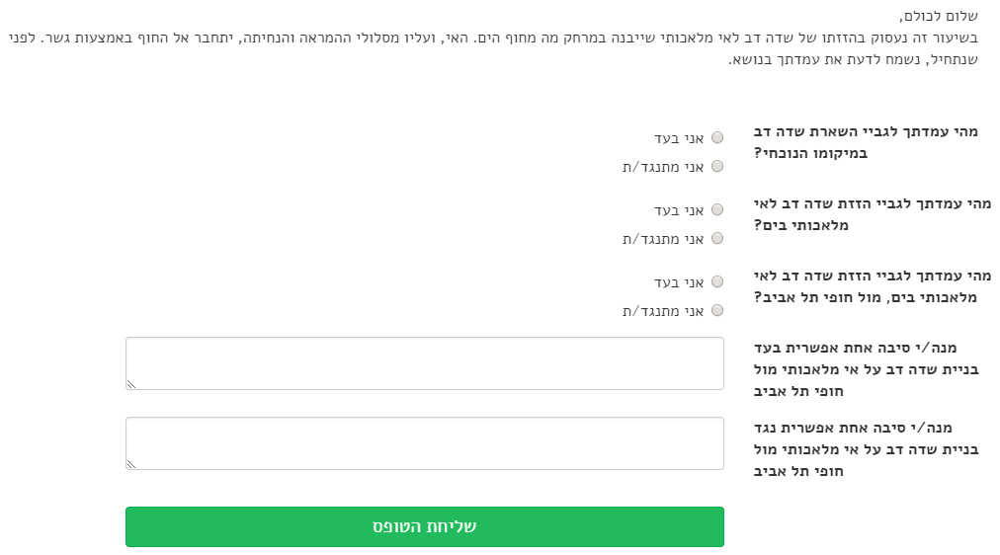 שלום לכולם,
בשיעור זה נעסוק בהזזתו של שדה דב לאי מלאכותי שייבנה במרחק מה מחוף הים. האי, ועליו מסלולי ההמראה והנחיתה, יתחבר אל החוף באמצעות גשר. לפני
שנתחיל, נשמח לדעת את עמדתך בנושא.
מהי עמדתך לגביי השארת שדה דב
במיקומו הנוכחי?
אני בעד
אני מתנגד/ת
מהי עמדתך לגביי הזזת שדה דב לאי
מלאכותי בים?
אני בעד
אני מתנגד/ת
מהי עמדתך לגביי הזזת שדה דב לאי
מלאכותי בים, מול חופי תל אביב?
אני בעד
אני מתנגד/ת
מנה/י סיבה אחת אפשרית בעד
בניית שדה דב על אי מלאכותי מול
חופי תל אביב
מנה/י סיבה אחת אפשרית נגד
בניית שדה דב על אי מלאכותי מול
חופי תל אביב
שליחת הטופס